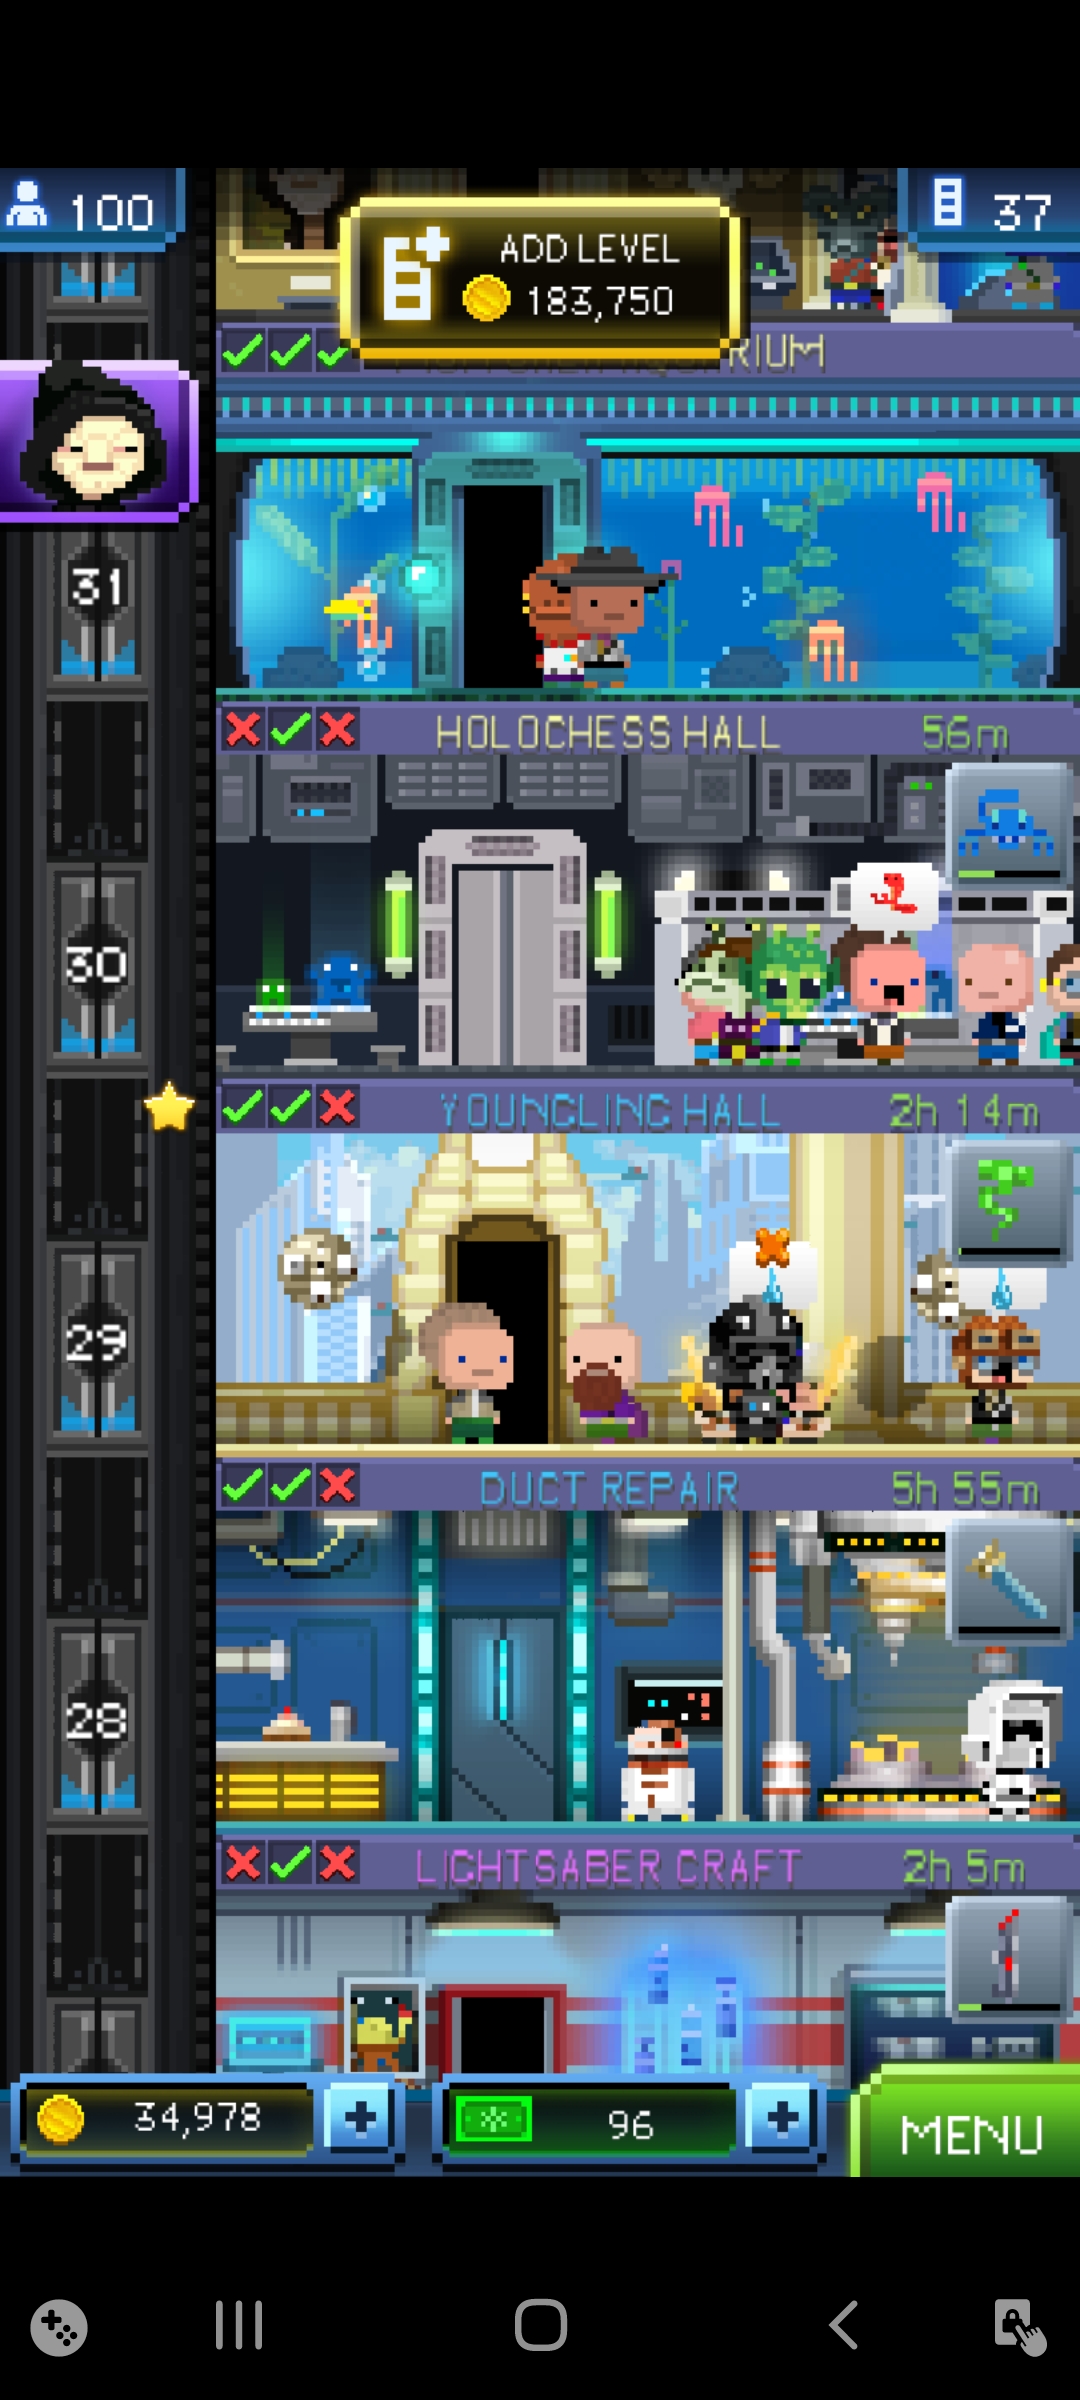 100
37
ADD LEVEL
183,750
RIUM
31
HOLOCHESS HALL 56m
30
YOUNGLING HALL 2h 14m
29
DUCT REPAIR 5h 55m
28
LIGHTSABER CRAFT 2h 5m
34,978
96
MENU